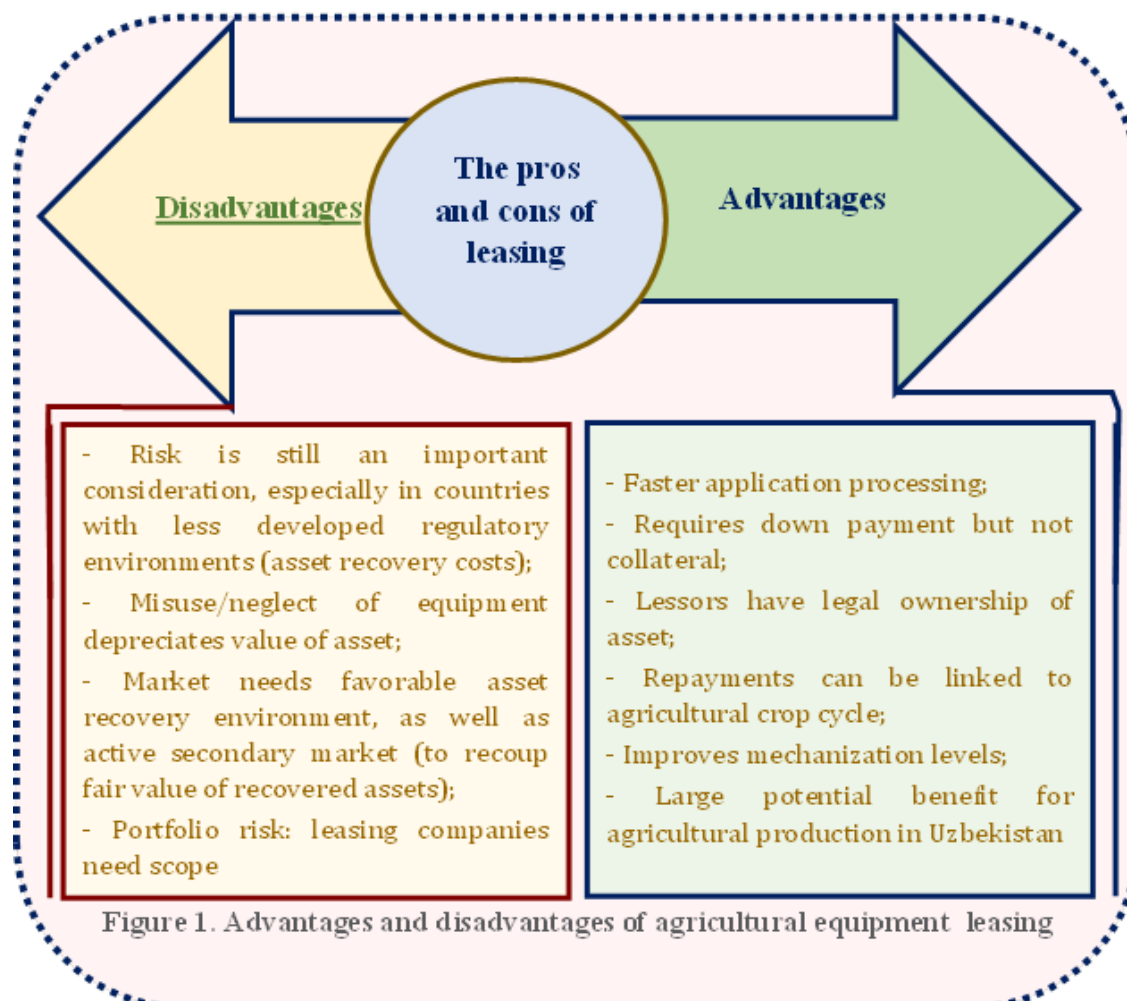 The pros
and cons of
leasing
Disadvantages
Advantages
- Risk is still an important
consideration, especially in countries
with less developed regulatory
environments (asset recovery costs);
- Misuse/neglect of equipment
depreciates value of asset;
- Market needs favorable asset
recovery environment, as well as
active secondary market (to recoup
fair value of recovered assets);
- Portfolio risk: leasing companies
need scope
- Faster application processing;
- Requires down payment but not
collateral;
- Lessors have legal ownership of
asset;
- Repayments can be linked to
agricultural crop cycle;
- Improves mechanization levels;
- Large potential benefit for
agricultural production in Uzbekistan
Figure 1. Advantages and disadvantages of agricultural equipment leasing